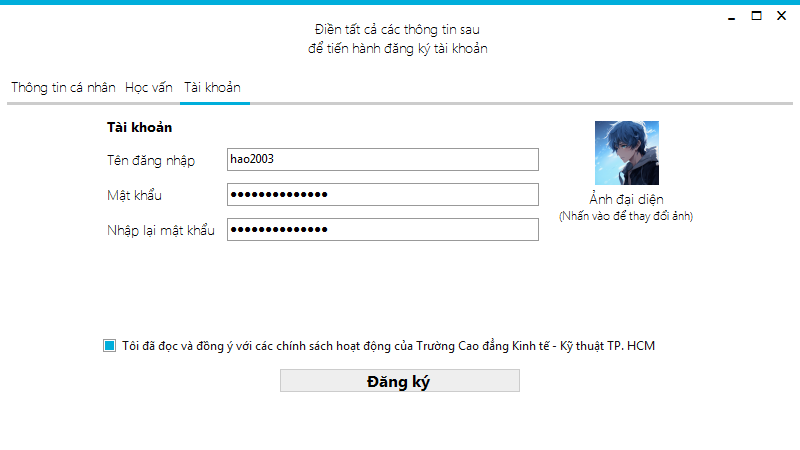 Điền tất cả các thông tin sau
để tiến hành đăng ký tài khoản
Thông tin cá nhân Học vấn Tài khoản
Tài khoản
Tên đăng nhập hao2003
Mật khẩu ••••••••••••••
Nhập lại mật khẩu ••••••••••••••
Ảnh đại diện
(Nhấn vào để thay đổi ảnh)
Tôi đã đọc và đồng ý với các chính sách hoạt động của Trường Cao đẳng Kinh tế - Kỹ thuật TP. HCM
Đăng ký